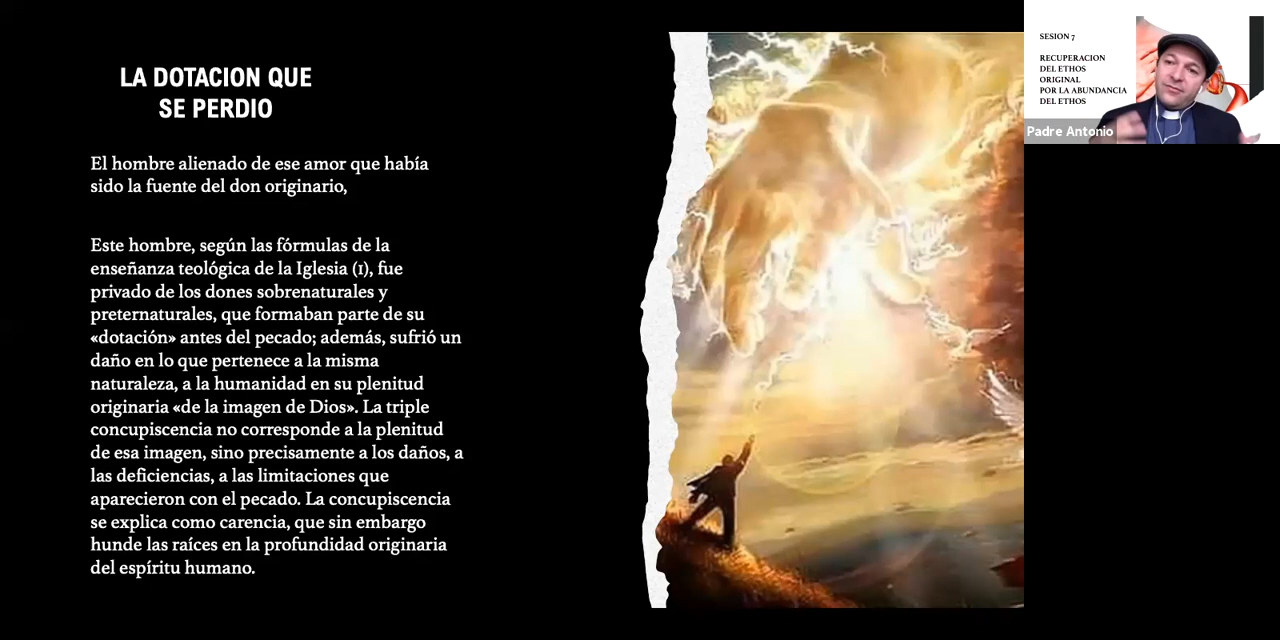 LA DOTACION QUE
SE PERDIO
El hombre alienado de ese amor que había
sido la fuente del don originario,
Este hombre, según las fórmulas de la
enseñanza teológica de la Iglesia (1), fue
privado de los dones sobrenaturales y
preternaturales, que formaban parte de su
«dotación» antes del pecado; además, sufrió un
daño en lo que pertenece a la misma
naturaleza, a la humanidad en su plenitud
originaria «de la imagen de Dios». La triple
concupiscencia no corresponde a la plenitud
de esa imagen, sino precisamente a los daños, a
las deficiencias, a las limitaciones que
aparecieron con el pecado. La concupiscencia
se explica como carencia, que sin embargo
hunde las raíces en la profundidad originaria
del espíritu humano.
SESION 7
RECUPERACION
DEL ETHOS
ORIGINAL
POR LA ABUNDANCIA
DEL ETHOS
Padre Antonio